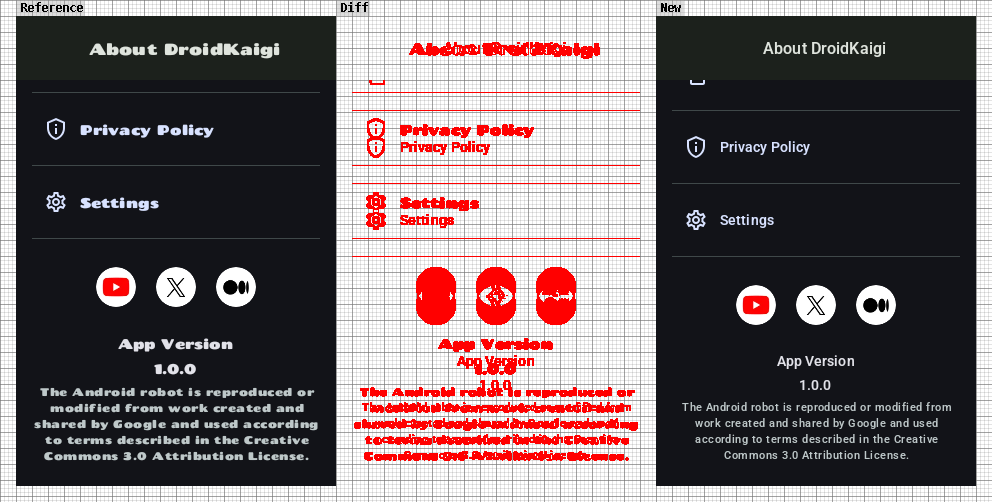 Reference
About DroidKaigi
Privacy Policy
Settings
App Version
1.0.0
The Android robot is reproduced or
modified from work created and
shared by Google and used according
to terms described in the Creative
Commons 3.0 Attribution License.
Diff
About DroidKaigi
Privacy Policy
Privacy Policy
Settings
Settings
App Version
App Version
1.0.0
1.0.0
The Android robot is reproduced or
New
About DroidKaigi
Privacy Policy
Settings
App Version
1.0.0
The Android robot is reproduced or modified from
work created and shared by Google and used
according to terms described in the Creative
Commons 3.0 Attribution License.